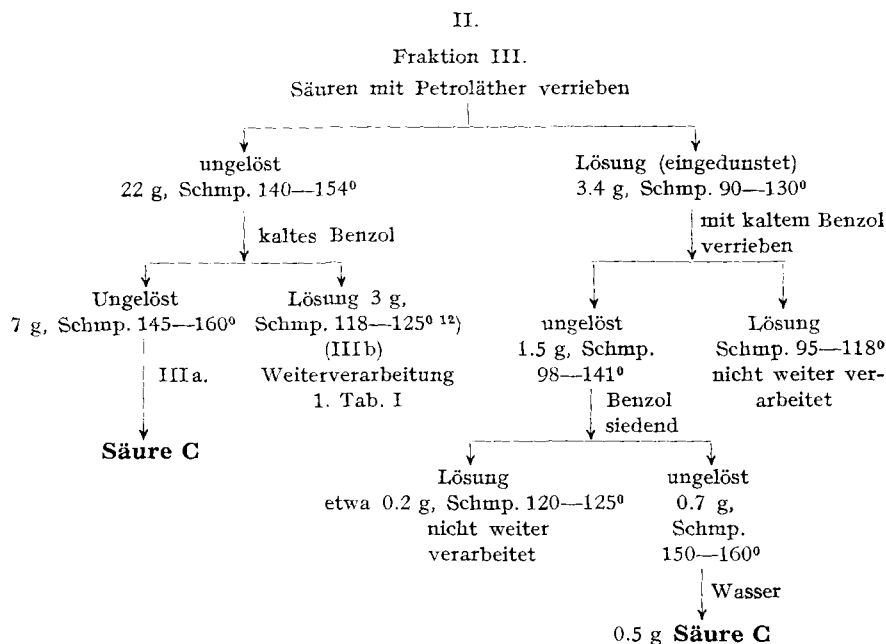 II.
Fraktion III.
Säuren mit Petroläther verrieben
ungelöst
22 g, Schmp. 140—154⁰
Lösung (eingedunstet)
3.4 g, Schmp. 90—130⁰
kaltes Benzol
mit kaltem Benzol
verrieben
Ungelöst
7 g, Schmp. 145—160⁰
Lösung 3 g,
Schmp. 118—125⁰ ¹²)
(IIIb)
Weiterverarbeitung
1. Tab. I
ungelöst
1.5 g, Schmp.
98—141⁰
Lösung
Schmp. 95—118⁰
nicht weiter ver-
arbeitet
IIIa.
Säure C
Benzol
siedend
Lösung
etwa 0.2 g, Schmp. 120—125⁰
nicht weiter
verarbeitet
ungelöst
0.7 g,
Schmp.
150—160⁰
Wasser
0.5 g Säure C